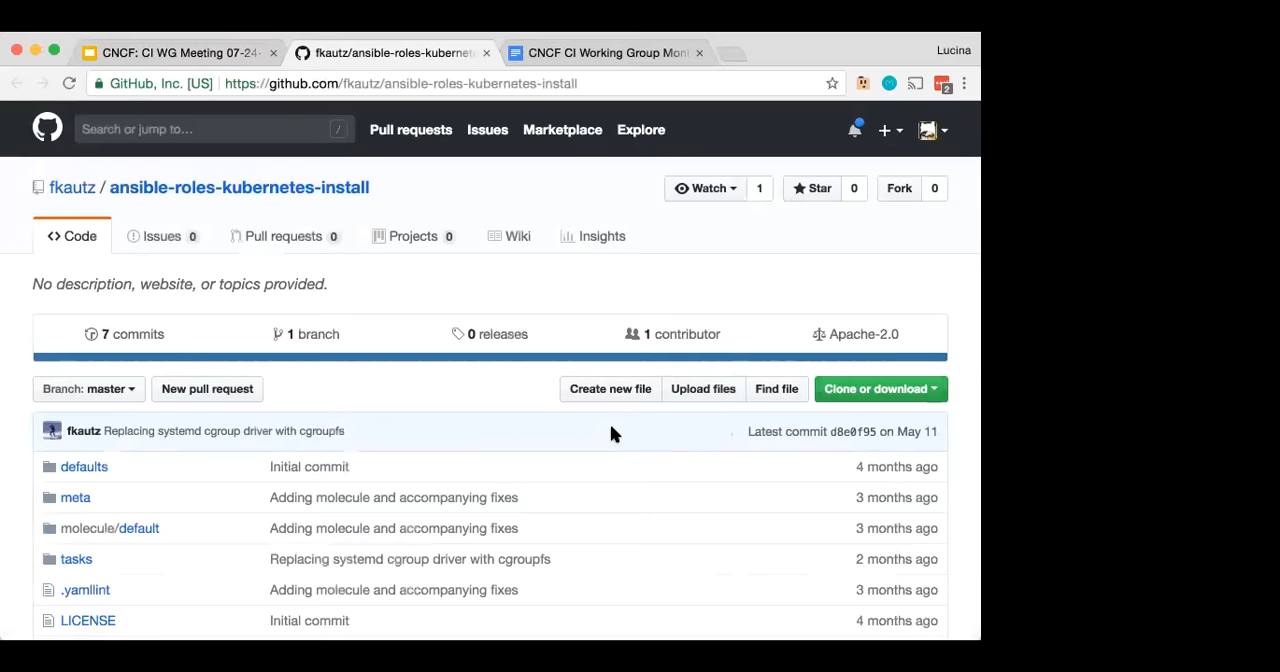 CNCF: CI WG Meeting 07-24-
fkautz/ansible-roles-kubernete
CNCF CI Working Group Mon
Lucina
GitHub, Inc. [US] https://github.com/fkautz/ansible-roles-kubernetes-install
2
Search or jump to… /
Pull requests Issues Marketplace Explore
fkautz / ansible-roles-kubernetes-install
Watch 1 Star 0 Fork 0
Code Issues 0 Pull requests 0 Projects 0 Wiki Insights
No description, website, or topics provided.
7 commits 1 branch 0 releases 1 contributor Apache-2.0
Branch: master New pull request Create new file Upload files Find file Clone or download
fkautz Replacing systemd cgroup driver with cgroupfs Latest commit d8e0f95 on May 11
defaults Initial commit 4 months ago
meta Adding molecule and accompanying fixes 3 months ago
molecule/default Adding molecule and accompanying fixes 3 months ago
tasks Replacing systemd cgroup driver with cgroupfs 2 months ago
.yamllint Adding molecule and accompanying fixes 3 months ago
LICENSE Initial commit 4 months ago